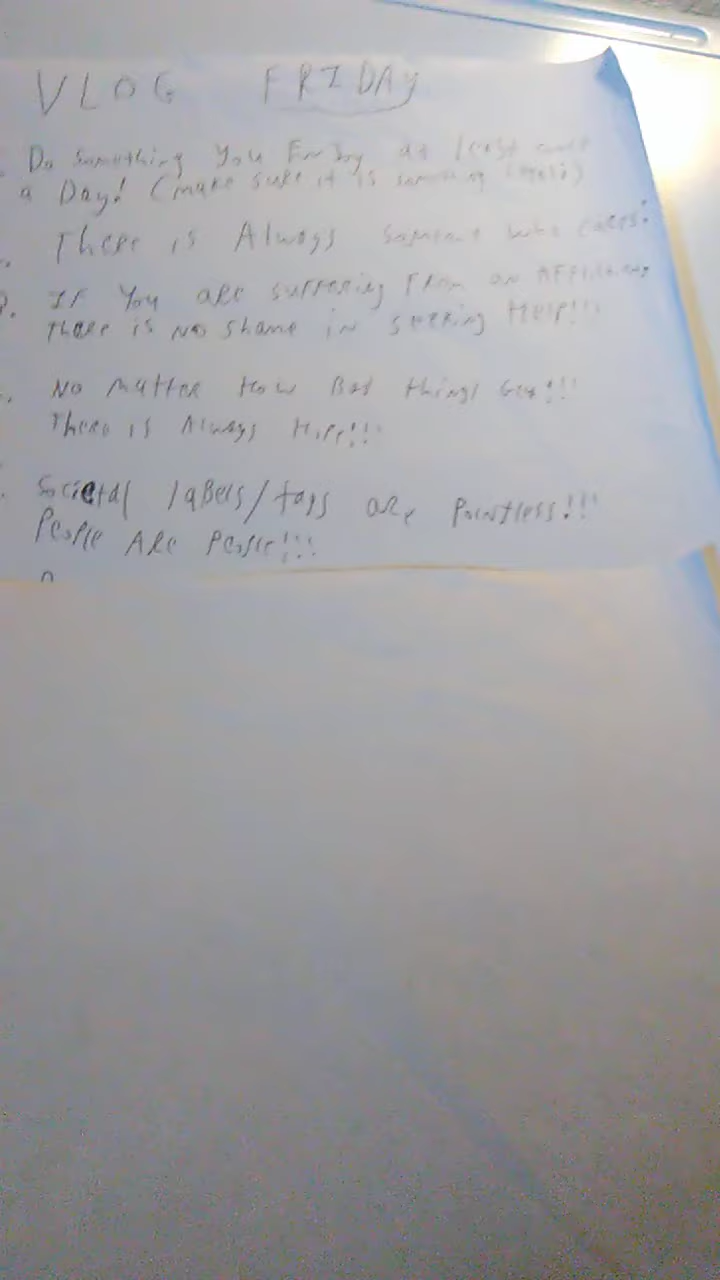 VLOG FRIDAY
Do Something You Enjoy at least once
a Day! (make sure it is something legal!)
There is Always someone who cares!
IF You are suffering From an Affliction
There is No shame in seeking Help!!!
No matter How Bad things Get!!!
There is Always Hope!!!
Societal labels/tags are Pointless!!!
People Are People!!!